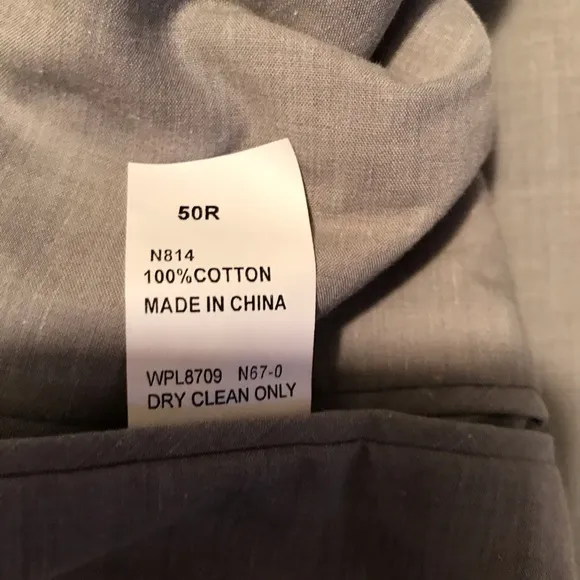 50R
N814
100%COTTON
MADE IN CHINA
WPL8709 N67-0
DRY CLEAN ONLY